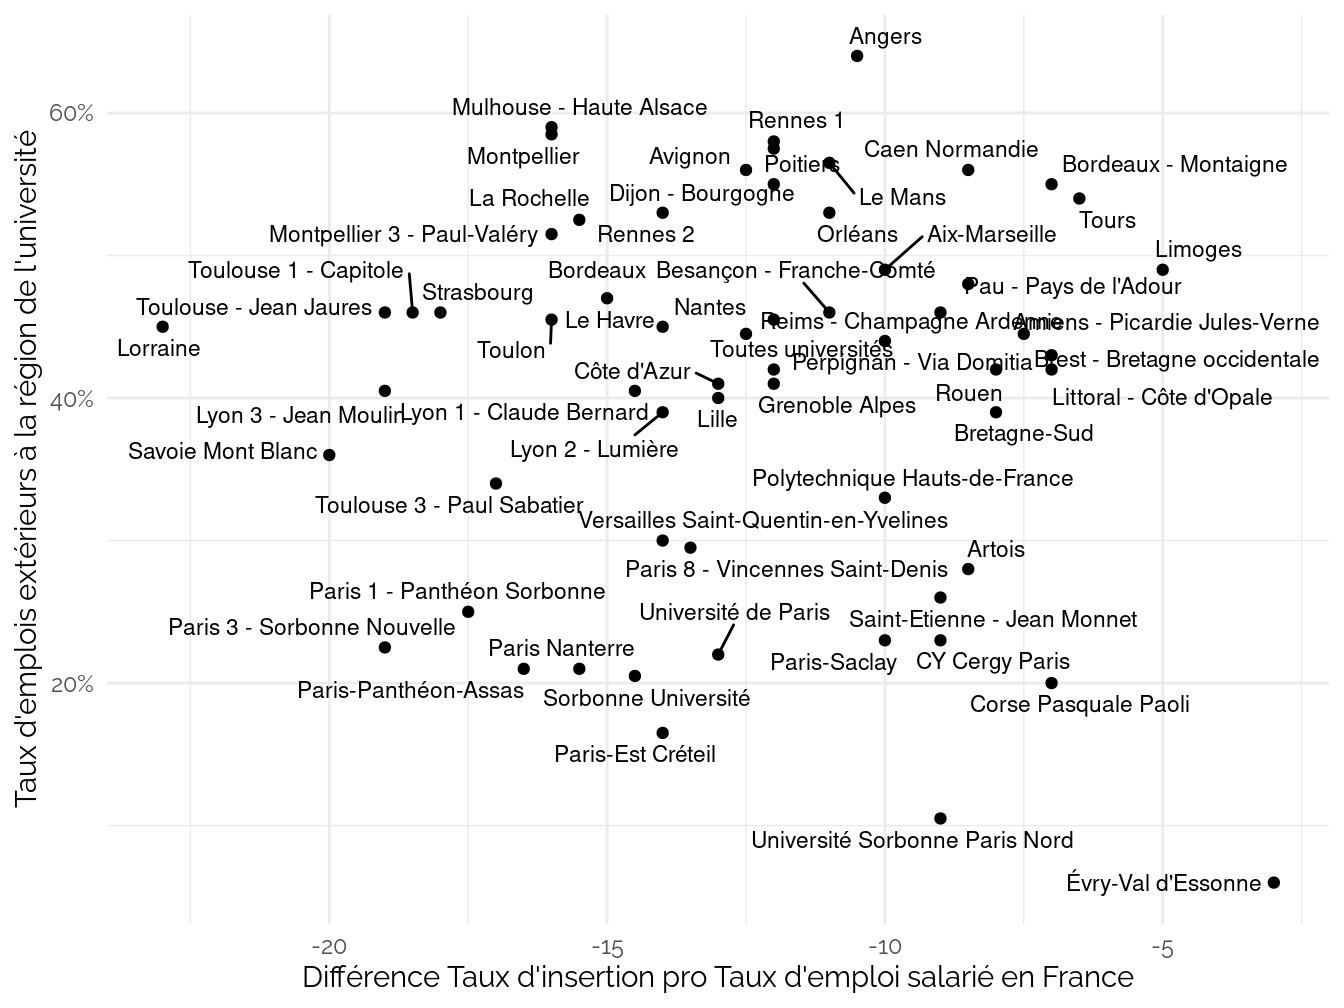 Angers
60%
Mulhouse - Haute Alsace
Rennes 1
Montpellier
Avignon
Poitiers
Caen Normandie
Bordeaux - Montaigne
La Rochelle
Dijon - Bourgogne
Le Mans
Tours
Montpellier 3 - Paul-Valéry
Rennes 2
Orléans
Aix-Marseille
Limoges
Toulouse 1 - Capitole
Bordeaux
Besançon - Franche-Comté
Pau - Pays de l'Adour
Toulouse - Jean Jaures
Strasbourg
Nantes
Le Havre
Reims - Champagne Ardenne
Amiens - Picardie Jules-Verne
Lorraine
Toulon
Toutes universités
Perpignan - Via Domitia
Brest - Bretagne occidentale
Côte d'Azur
40%
Lyon 3 - Jean Moulin
Lyon 1 - Claude Bernard
Lille
Grenoble Alpes
Rouen
Littoral - Côte d'Opale
Bretagne-Sud
Savoie Mont Blanc
Lyon 2 - Lumière
Polytechnique Hauts-de-France
Toulouse 3 - Paul Sabatier
Versailles Saint-Quentin-en-Yvelines
Artois
Paris 8 - Vincennes Saint-Denis
Paris 1 - Panthéon Sorbonne
Université de Paris
Saint-Etienne - Jean Monnet
Paris 3 - Sorbonne Nouvelle
Paris Nanterre
Paris-Saclay
CY Cergy Paris
20%
Paris-Panthéon-Assas
Sorbonne Université
Corse Pasquale Paoli
Paris-Est Créteil
Université Sorbonne Paris Nord
Évry-Val d'Essonne
-20
-15
-10
-5
Différence Taux d'insertion pro Taux d'emploi salarié en France
Taux d'emplois extérieurs à la région de l'université